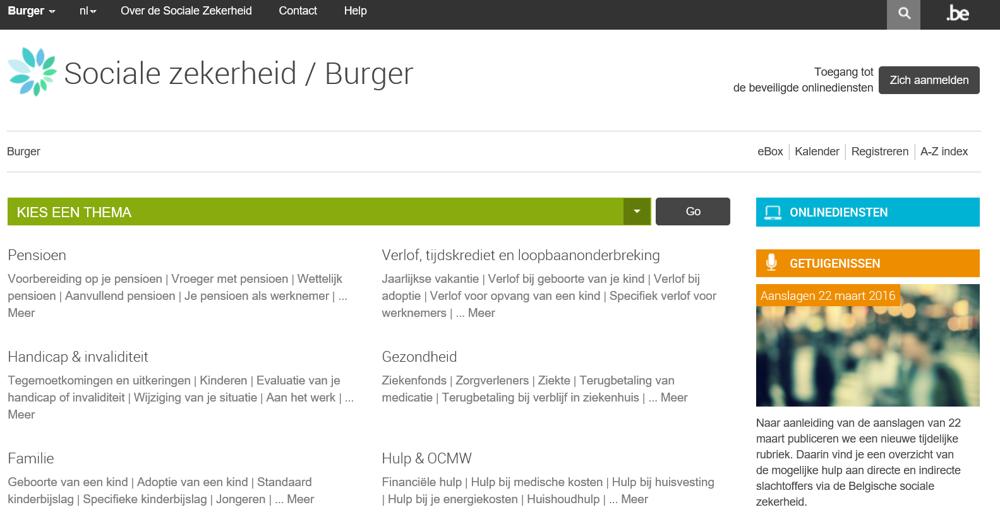 Burger nl Over de Sociale Zekerheid Contact Help .be
Sociale zekerheid / Burger
Toegang tot
de beveiligde onlinediensten
Zich aanmelden
Burger
eBox | Kalender | Registreren | A-Z index
KIES EEN THEMA
Go
Pensioen
Voorbereiding op je pensioen | Vroeger met pensioen | Wettelijk
pensioen | Aanvullend pensioen | Je pensioen als werknemer | ...
Meer
Verlof, tijdskrediet en loopbaanonderbreking
Jaarlijkse vakantie | Verlof bij geboorte van je kind | Verlof bij
adoptie | Verlof voor opvang van een kind | Specifiek verlof voor
werknemers | ... Meer
Handicap & invaliditeit
Tegemoetkomingen en uitkeringen | Kinderen | Evaluatie van je
handicap of invaliditeit | Wijziging van je situatie | Aan het werk | ...
Meer
Gezondheid
Ziekenfonds | Zorgverleners | Ziekte | Terugbetaling van
medicatie | Terugbetaling bij verblijf in ziekenhuis | ... Meer
Familie
Geboorte van een kind | Adoptie van een kind | Standaard
kinderbijslag | Specifieke kinderbijslag | Jongeren | ... Meer
Hulp & OCMW
Financiële hulp | Hulp bij medische kosten | Hulp bij huisvesting
| Hulp bij je energiekosten | Huishoudhulp | ... Meer
ONLINEDIENSTEN
GETUIGENISSEN
Aanslagen 22 maart 2016
Naar aanleiding van de aanslagen van 22
maart publiceren we een nieuwe tijdelijke
rubriek. Daarin vind je een overzicht van
de mogelijke hulp aan directe en indirecte
slachtoffers via de Belgische sociale
zekerheid.